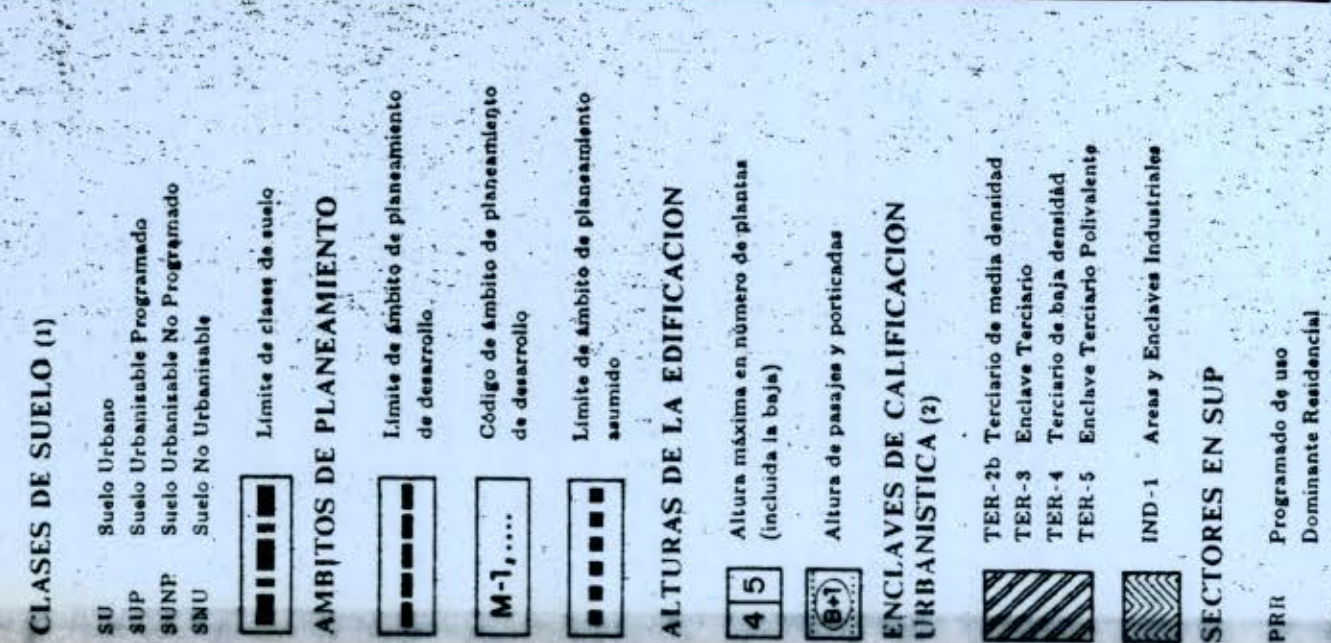 CLASES DE SUELO (1)
SU Suelo Urbano
SUP Suelo Urbanizable Programado
SUNP Suelo Urbanizable No Programado
SNU Suelo No Urbanizable
Limite de clases de suelo
AMBITOS DE PLANEAMIENTO
Límite de ámbito de planeamiento
de desarrollo
M-1,... Código de ámbito de planeamiento
de desarrollo
Límite de ámbito de planeamiento
asumido
ALTURAS DE LA EDIFICACION
4 5 Altura máxima en número de plantas
(incluida la baja)
(B+1) Altura de pasajes y porticadas
ENCLAVES DE CALIFICACION
URBANISTICA (2)
TER-2b Terciario de media densidad
TER-3 Enclave Terciario
TER-4 Terciario de baja densidad
TER-5 Enclave Terciario Polivalente
IND-1 Areas y Enclaves Industriales
SECTORES EN SUP
PRR Programado de uso
Dominante Residencial